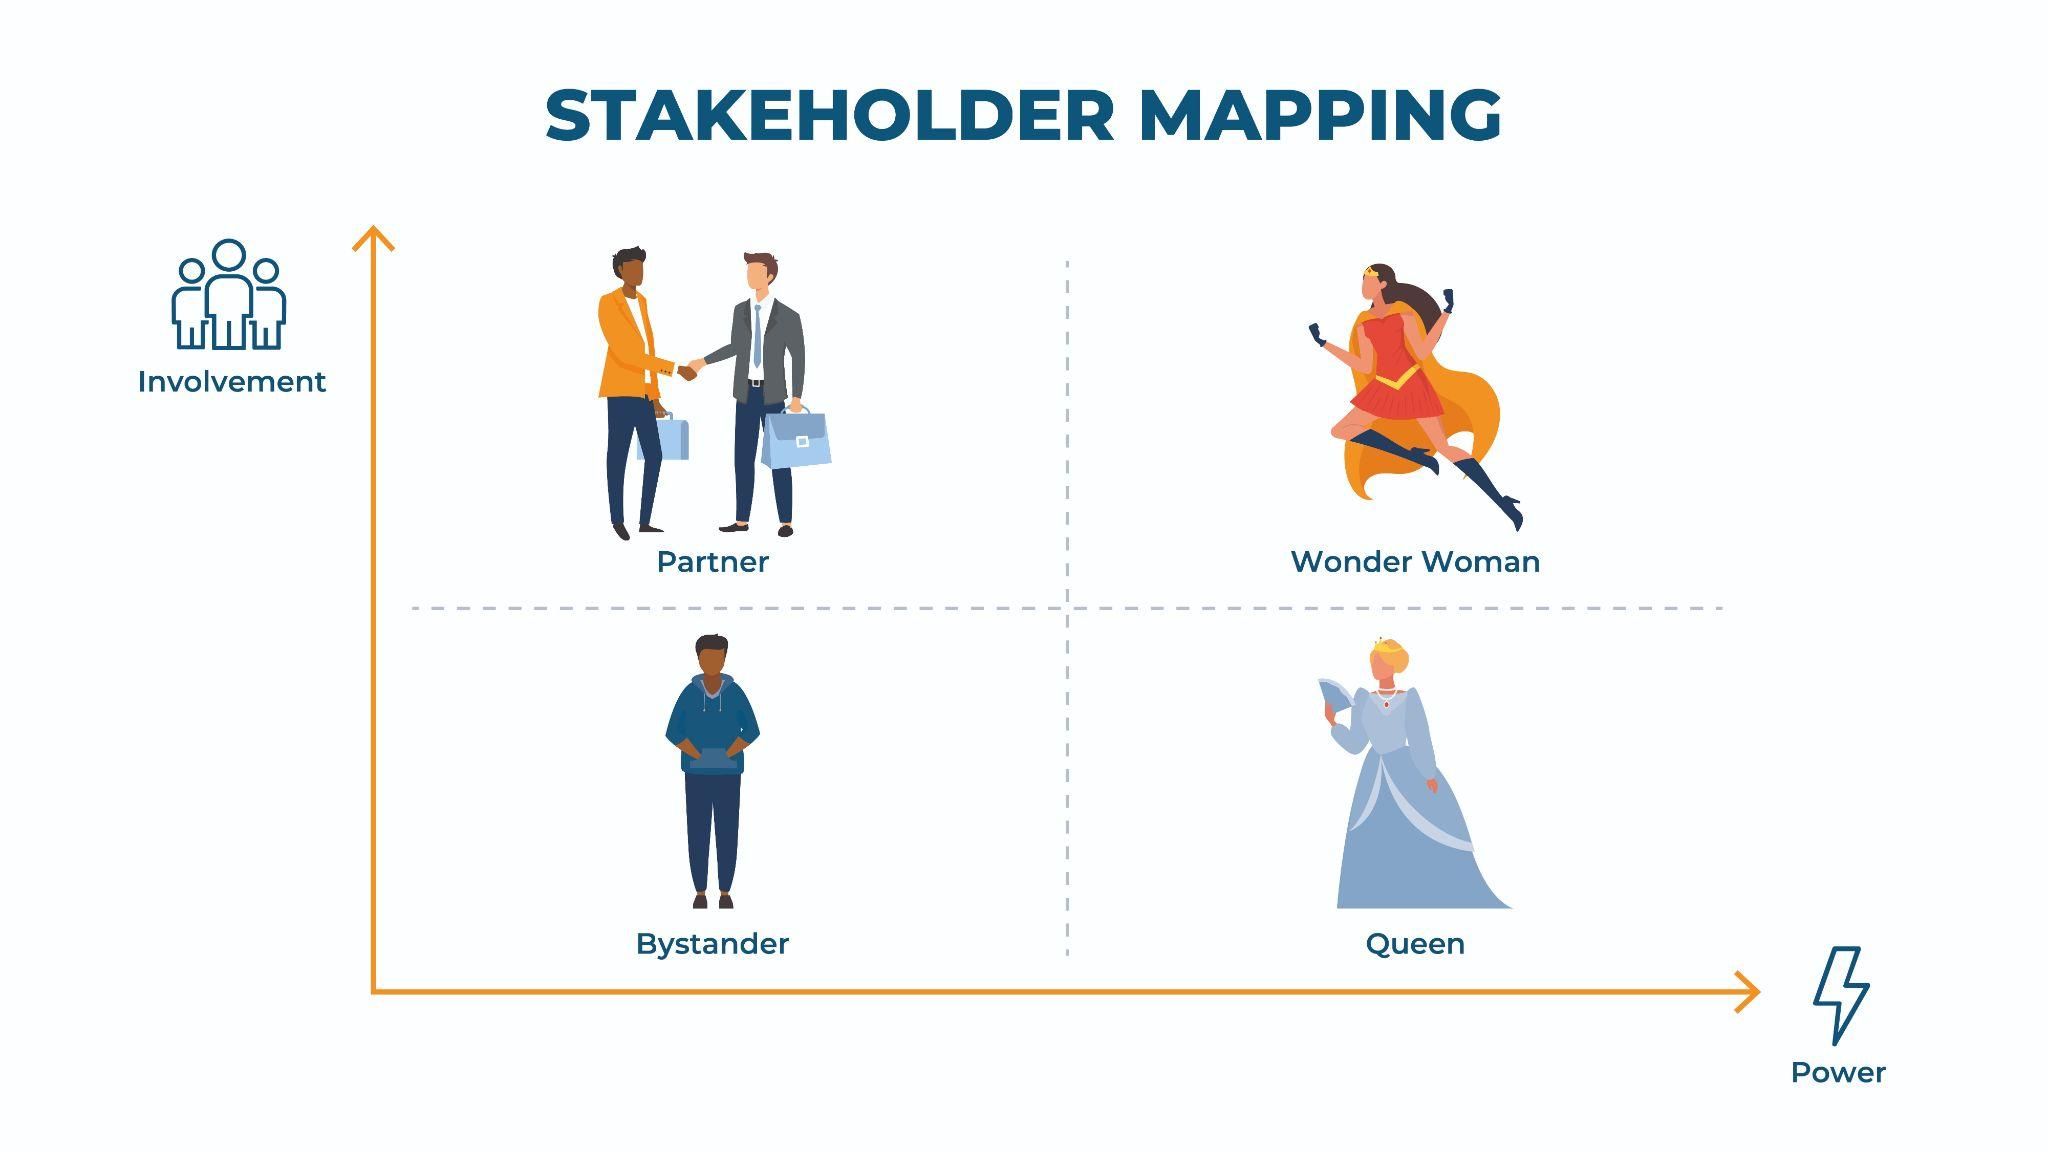 STAKEHOLDER MAPPING
Involvement
Partner
Wonder Woman
Bystander
Queen
Power